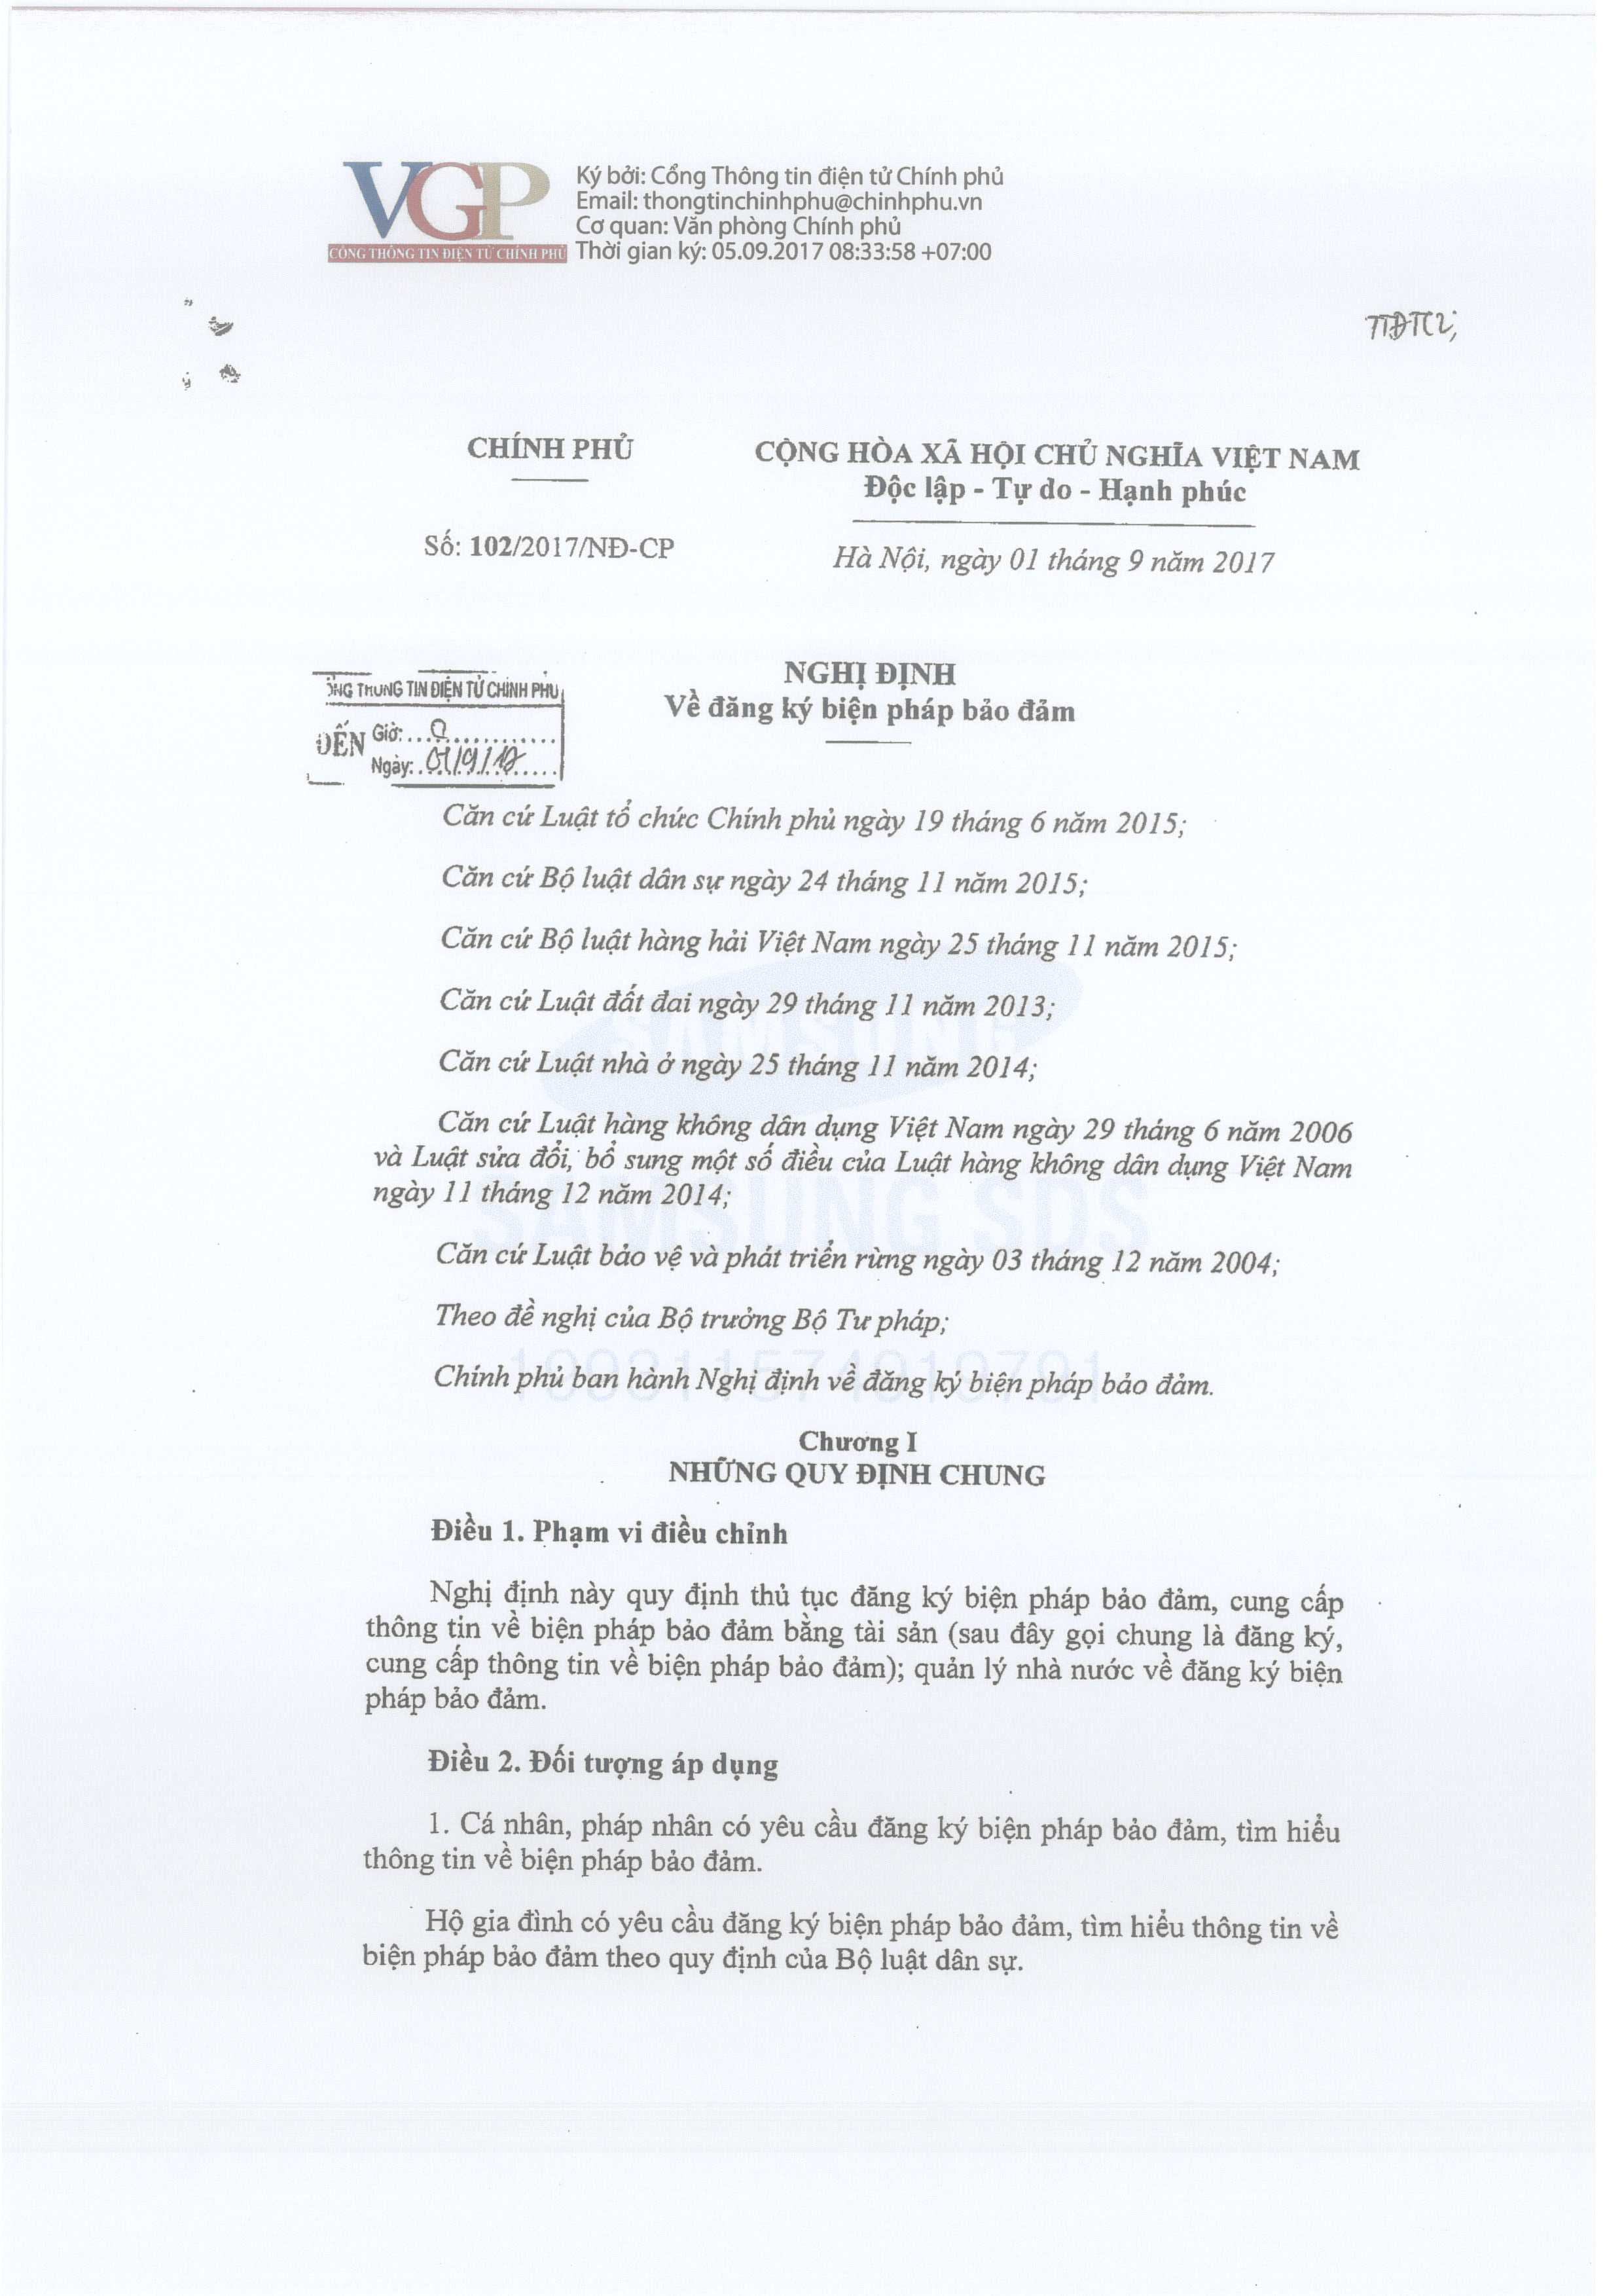 VGP
CỔNG THÔNG TIN ĐIỆN TỬ CHÍNH PHỦ
Ký bởi: Cổng Thông tin điện tử Chính phủ
Email: thongtinchinhphu@chinhphu.vn
Cơ quan: Văn phòng Chính phủ
Thời gian ký: 05.09.2017 08:33:58 +07:00
TTĐT(2);
CHÍNH PHỦ
CỘNG HÒA XÃ HỘI CHỦ NGHĨA VIỆT NAM
Độc lập - Tự do - Hạnh phúc
Số: 102/2017/NĐ-CP
Hà Nội, ngày 01 tháng 9 năm 2017
NGHỊ ĐỊNH
Về đăng ký biện pháp bảo đảm
THÔNG TIN ĐIỆN TỬ CHÍNH PHỦ
ĐẾN
Giờ:
Ngày: 01/9/17
Căn cứ Luật tổ chức Chính phủ ngày 19 tháng 6 năm 2015;
Căn cứ Bộ luật dân sự ngày 24 tháng 11 năm 2015;
Căn cứ Bộ luật hàng hải Việt Nam ngày 25 tháng 11 năm 2015;
Căn cứ Luật đất đai ngày 29 tháng 11 năm 2013;
SAMSUNG
Căn cứ Luật nhà ở ngày 25 tháng 11 năm 2014;
Căn cứ Luật hàng không dân dụng Việt Nam ngày 29 tháng 6 năm 2006
và Luật sửa đổi, bổ sung một số điều của Luật hàng không dân dụng Việt Nam
ngày 11 tháng 12 năm 2014;
SAMSUNG SDS
Căn cứ Luật bảo vệ và phát triển rừng ngày 03 tháng 12 năm 2004;
Theo đề nghị của Bộ trưởng Bộ Tư pháp;
Chính phủ ban hành Nghị định về đăng ký biện pháp bảo đảm.
Chương I
NHỮNG QUY ĐỊNH CHUNG
Điều 1. Phạm vi điều chỉnh
Nghị định này quy định thủ tục đăng ký biện pháp bảo đảm, cung cấp
thông tin về biện pháp bảo đảm bằng tài sản (sau đây gọi chung là đăng ký,
cung cấp thông tin về biện pháp bảo đảm); quản lý nhà nước về đăng ký biện
pháp bảo đảm.
Điều 2. Đối tượng áp dụng
1. Cá nhân, pháp nhân có yêu cầu đăng ký biện pháp bảo đảm, tìm hiểu
thông tin về biện pháp bảo đảm.
Hộ gia đình có yêu cầu đăng ký biện pháp bảo đảm, tìm hiểu thông tin về
biện pháp bảo đảm theo quy định của Bộ luật dân sự.